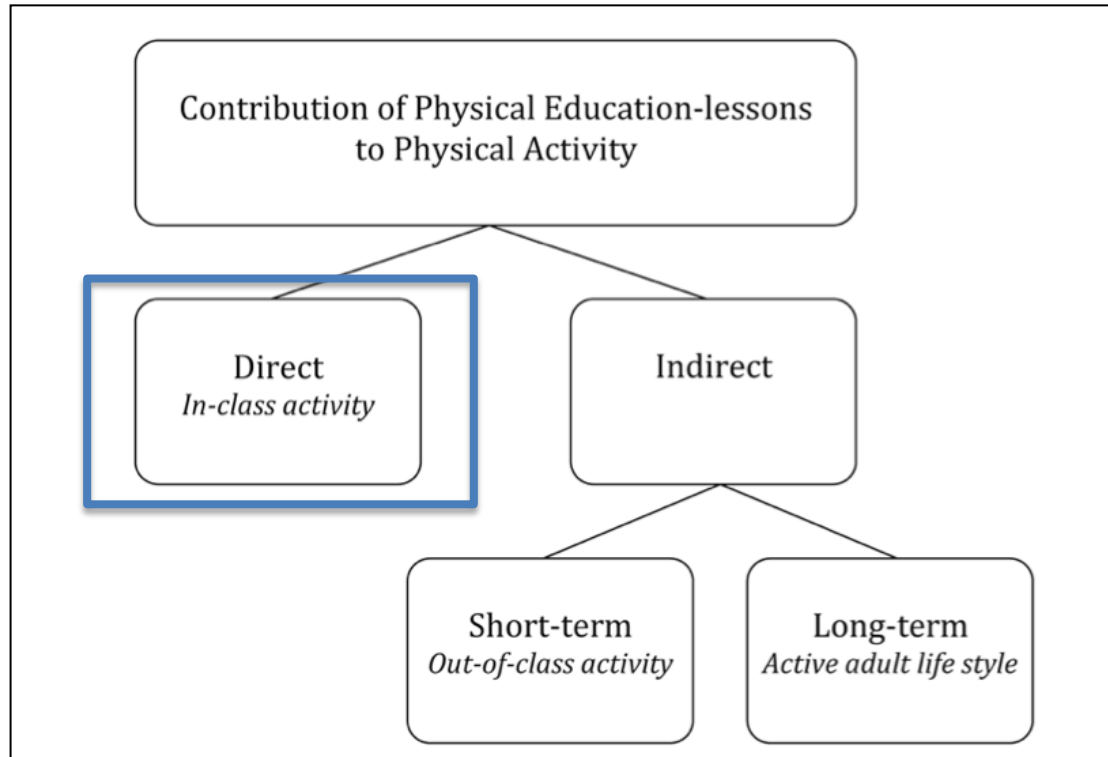 Contribution of Physical Education-lessons
to Physical Activity
Direct
In-class activity
Indirect
Short-term
Out-of-class activity
Long-term
Active adult life style